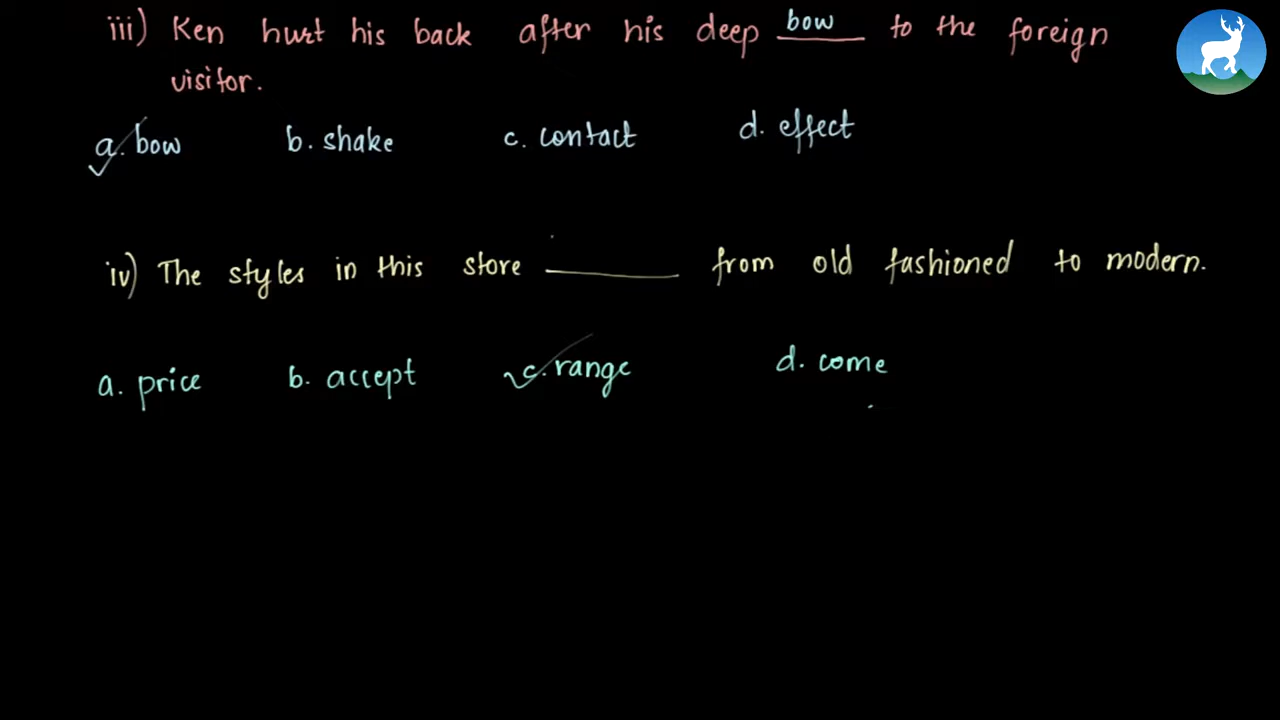 iii) Ken hurt his back after his deep bow to the foreign
visitor.
a. bow b. shake c. contact d. effect
iv) The styles in this store ______ from old fashioned to modern.
a. price b. accept c. range d. come